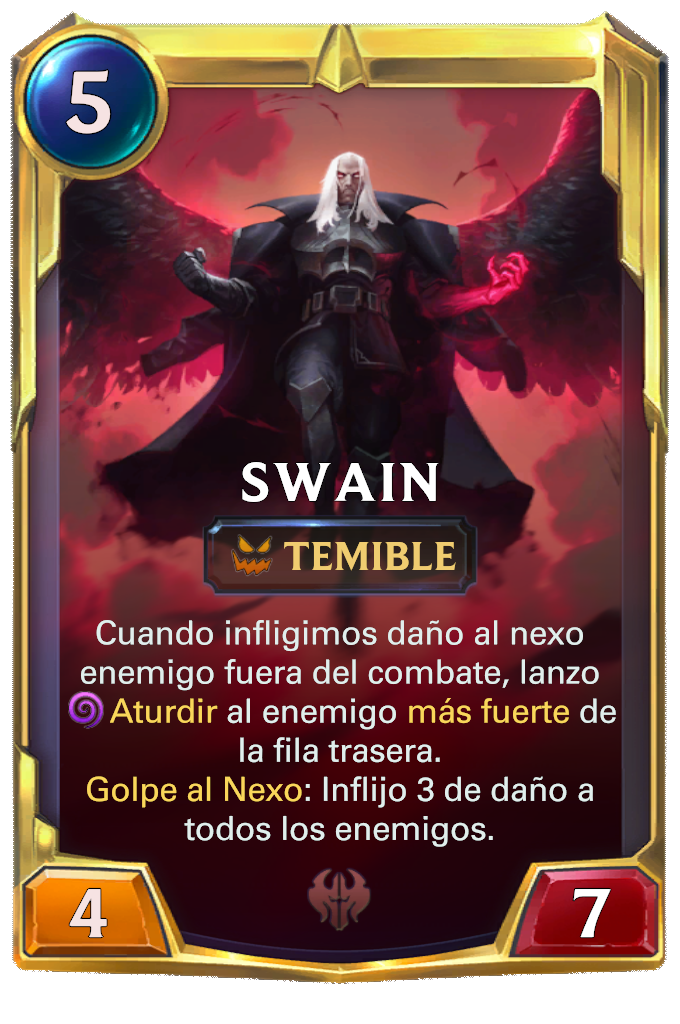 5
SWAIN
TEMIBLE
Cuando infligimos daño al nexo
enemigo fuera del combate, lanzo
Aturdir al enemigo más fuerte de
la fila trasera.
Golpe al Nexo: Inflijo 3 de daño a
todos los enemigos.
4
7